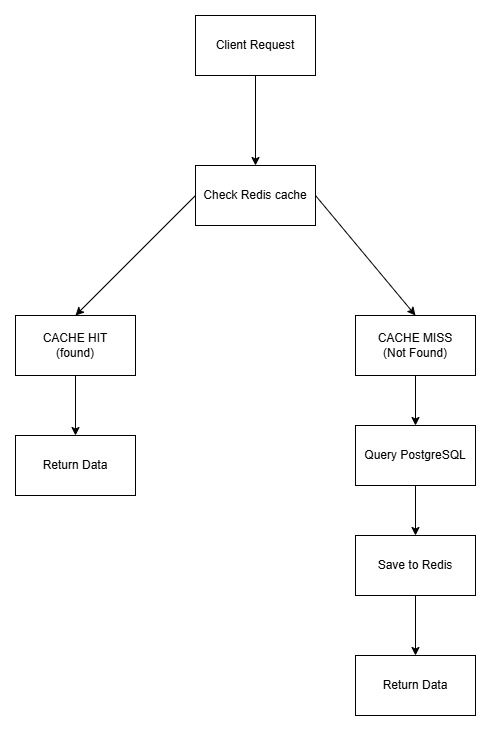 Client Request
Check Redis cache
CACHE HIT
(found)
CACHE MISS
(Not Found)
Return Data
Query PostgreSQL
Save to Redis
Return Data